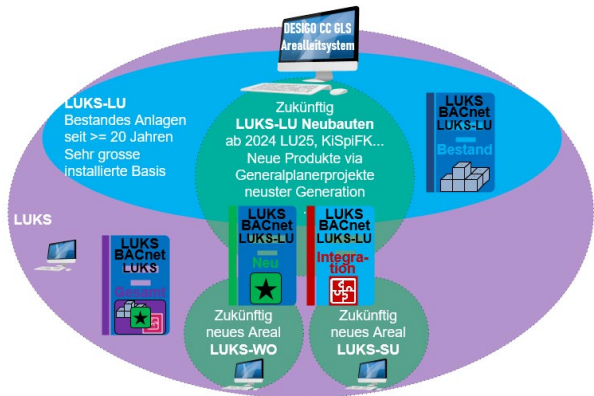 DESIGO CC GLS
Arealleitsystem
LUKS-LU
Bestandes Anlagen
seit >= 20 Jahren
Sehr grosse
installierte Basis
Zukünftig
LUKS-LU Neubauten
ab 2024 LU25, KiSpiFK...
Neue Produkte via
Generalplanerprojekte
neuster Generation
LUKS
BACnet
LUKS-LU
Bestand
LUKS
LUKS
BACnet
LUKS
Gesamt
LUKS
BACnet
LUKS-LU
Neu
LUKS
BACnet
LUKS-LU
Integra-
tion
Zukünftig
neues Areal
LUKS-WO
Zukünftig
neues Areal
LUKS-SU